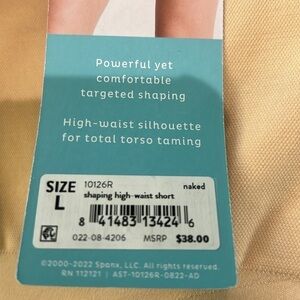 Powerful yet
comfortable
targeted shaping
High-waist silhouette
for total torso taming
SIZE 10126R naked
L shaping high-waist short
8 41483 13424 6
022-08-4206 MSRP $38.00
©2000-2022 Spanx, LLC. All rights reserved.
RN 112121 | AST-10126R-0822-AD